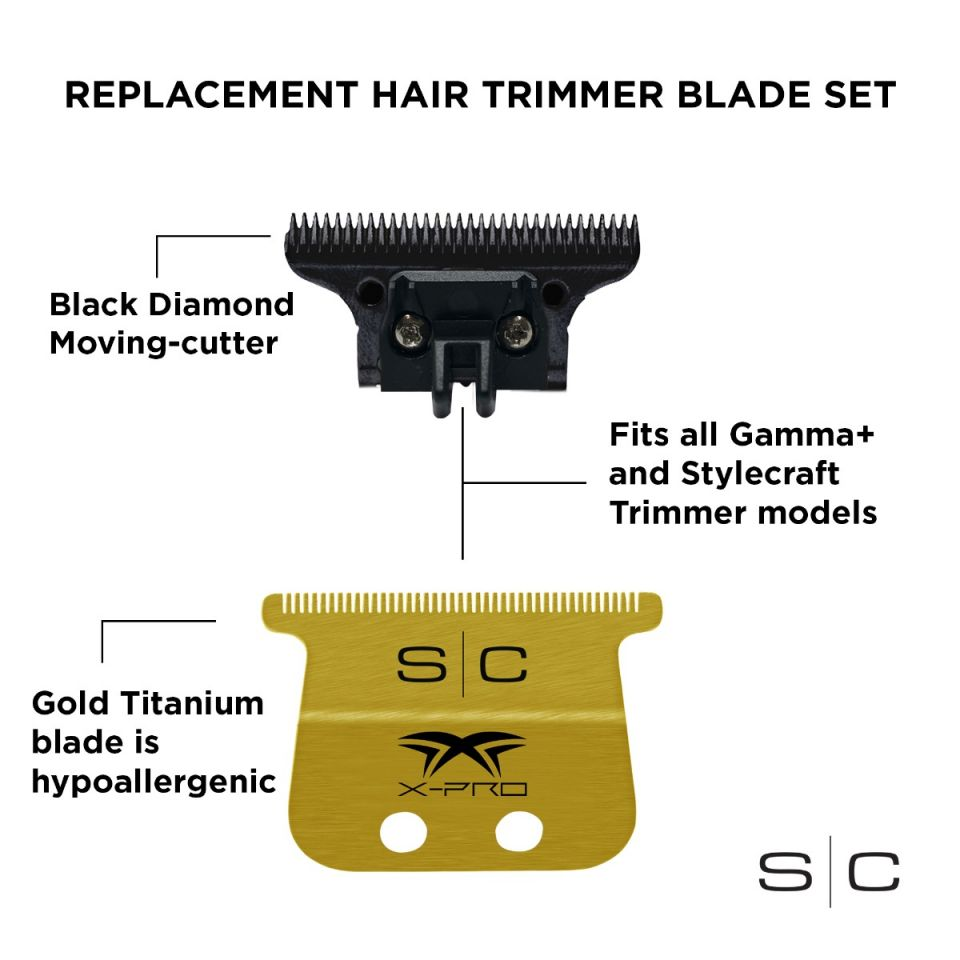 REPLACEMENT HAIR TRIMMER BLADE SET
Black Diamond
Moving-cutter
Fits all Gamma+
and Stylecraft
Trimmer models
S|C
Gold Titanium
blade is
hypoallergenic
X-PRO
S|C